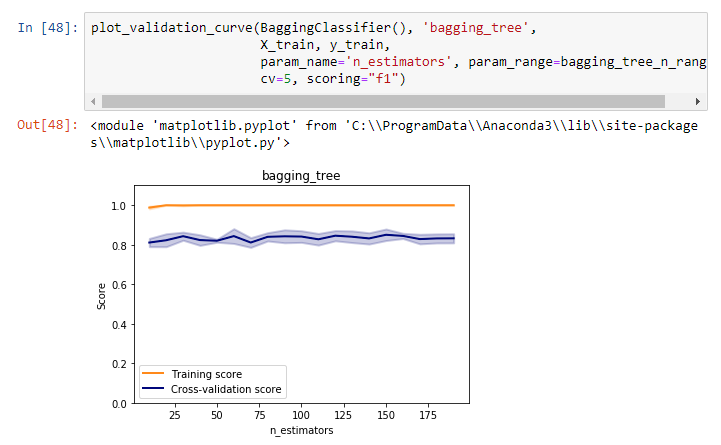 In [48]: plot_validation_curve(BaggingClassifier(), 'bagging_tree',
X_train, y_train,
param_name='n_estimators', param_range=bagging_tree_n_rang
cv=5, scoring="f1")
Out[48]: <module 'matplotlib.pyplot' from 'C:\\ProgramData\\Anaconda3\\lib\\site-package
s\\matplotlib\\pyplot.py'>
bagging_tree
1.0
0.8
0.6
0.4
0.2
0.0
Score
Training score
Cross-validation score
25 50 75 100 125 150 175
n_estimators